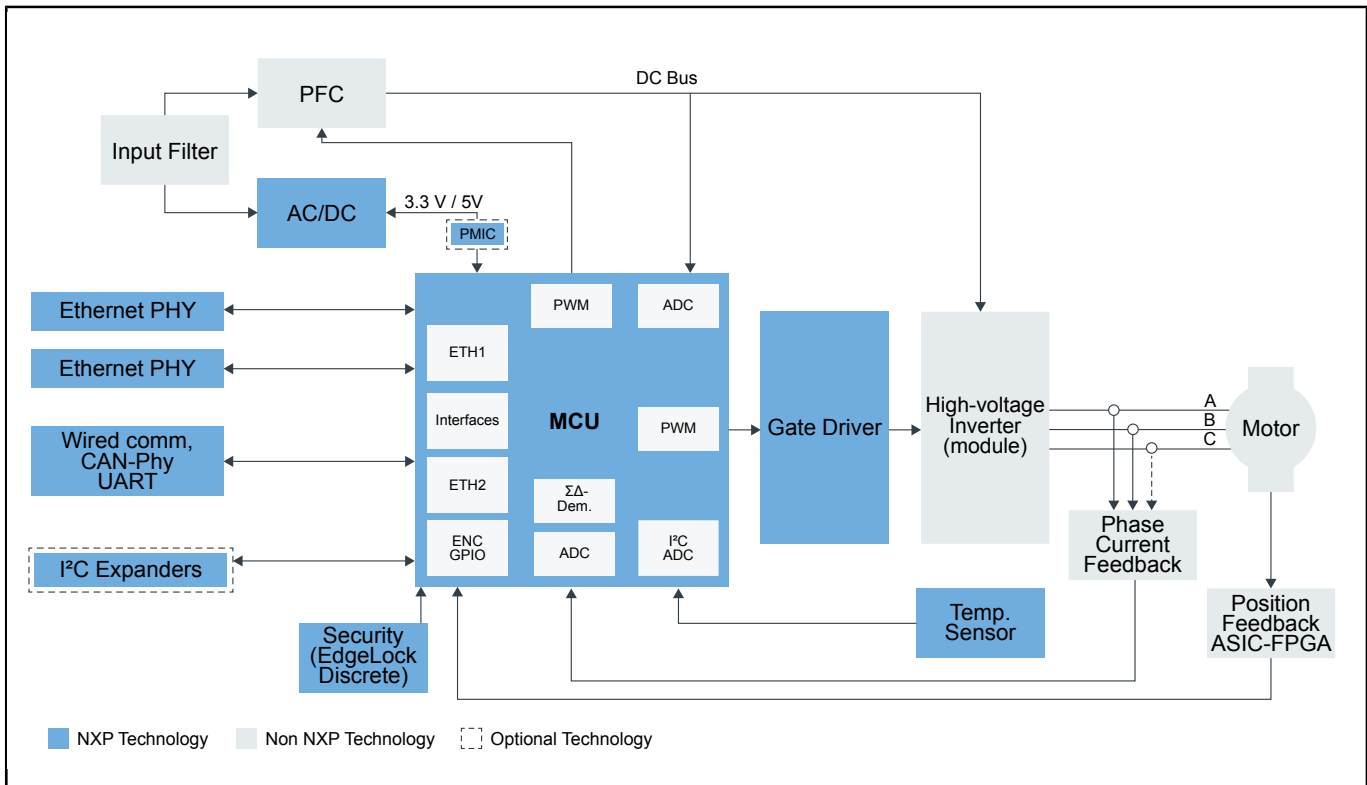 DC Bus
PFC
Input Filter
AC/DC
3.3 V / 5V
PMIC
Ethernet PHY
Ethernet PHY
Wired comm,
CAN-Phy
UART
I²C Expanders
Security
(EdgeLock
Discrete)
PWM
ADC
ETH1
Interfaces
MCU
PWM
ETH2
ΣΔ-
Dem.
ENC
GPIO
ADC
I²C
ADC
Gate Driver
High-voltage
Inverter
(module)
A
B
C
Motor
Phase
Current
Feedback
Temp.
Sensor
Position
Feedback
ASIC-FPGA
NXP Technology
Non NXP Technology
Optional Technology